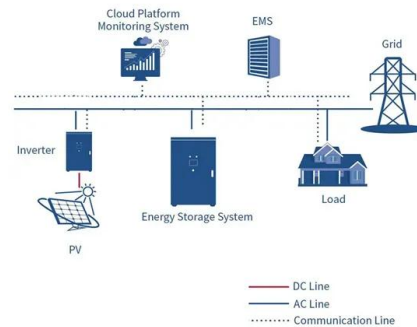 Cloud Platform
Monitoring System
EMS
Grid
Inverter
Energy Storage System
Load
PV
DC Line
AC Line
Communication Line